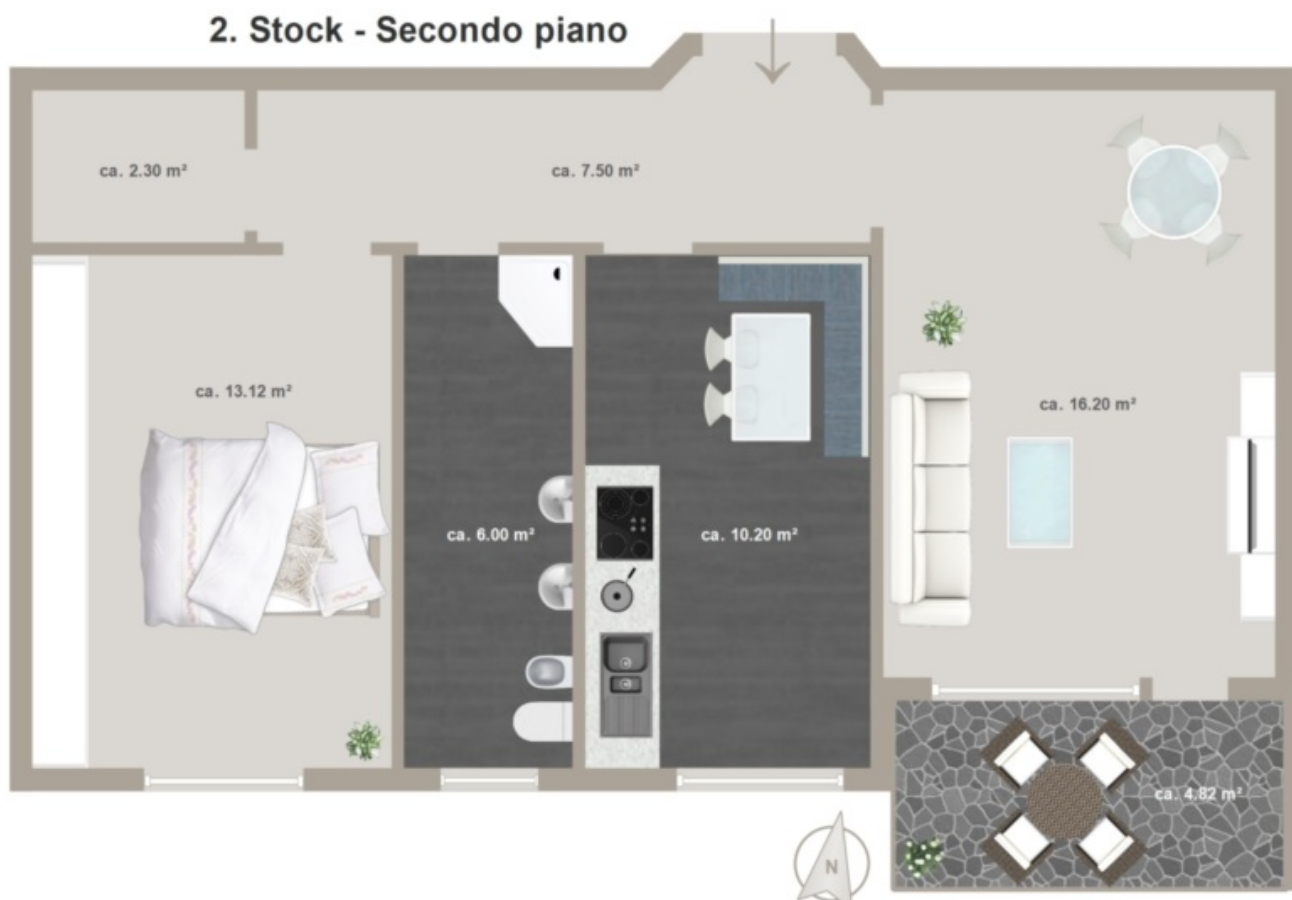 2. Stock - Secondo piano
ca. 2.30 m²
ca. 7.50 m²
ca. 13.12 m²
ca. 16.20 m²
ca. 6.00 m²
ca. 10.20 m²
ca. 4.82 m²
N